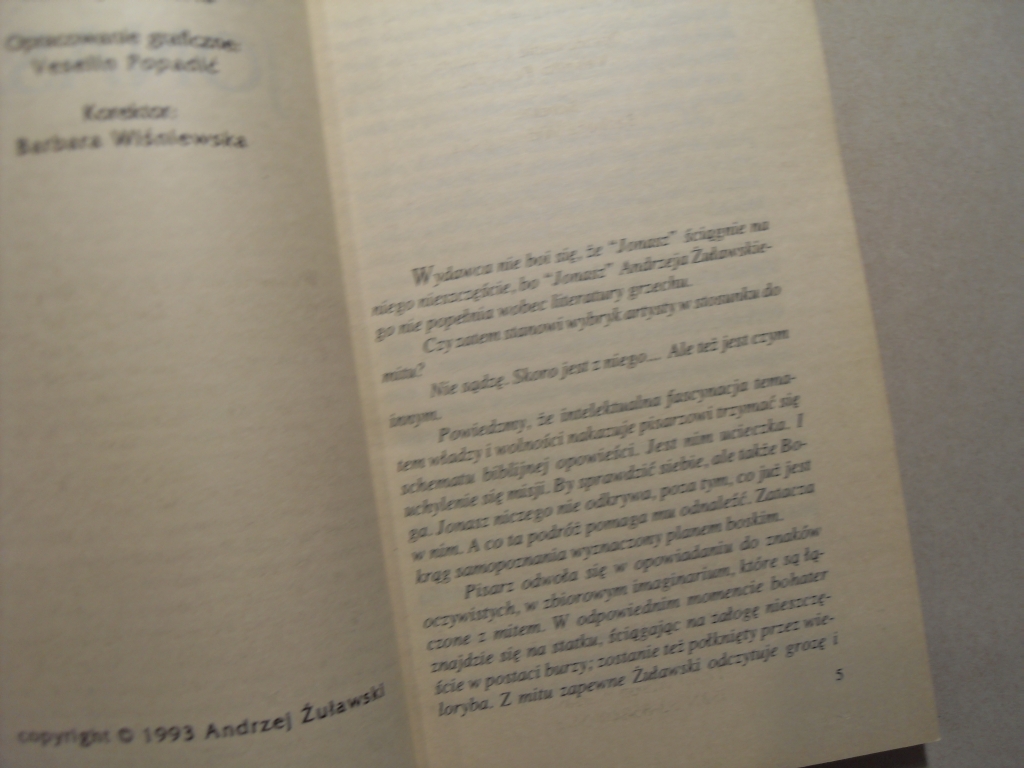 Opracowanie graficzne:
Veselin Popadić
Korektor:
Barbara Wiśniewska
copyright © 1993 Andrzej Żuławski
Wydawca nie boi się, że "Jonasz" ściągnie na
niego nieszczęście, bo "Jonasz" Andrzeja Żuławskie-
go nie popełnia wobec literatury grzechu.
Czy zatem stanowi wybryk artysty w stosunku do
mitu?
Nie sądzę. Skoro jest z niego... Ale też jest czym
innym.
Powiedzmy, że intelektualna fascynacja tema-
tem władzy i wolności nakazuje pisarzowi trzymać się
schematu biblijnej opowieści. Jest nim ucieczka. I
uchylenie się misji. By sprawdzić siebie, ale także Bo-
ga. Jonasz niczego nie odkrywa, poza tym, co już jest
w nim. A co ta podróż pomaga mu odnaleźć. Zatacza
krąg samopoznania wyznaczony planem boskim.
Pisarz odwoła się w opowiadaniu do znaków
oczywistych, w zbiorowym imaginarium, które są łą-
czone z mitem. W odpowiednim momencie bohater
znajdzie się na statku, ściągając na załogę nieszczę-
ście w postaci burzy; zostanie też połknięty przez wie-
loryba. Z mitu zapewne Żuławski odczytuje grozę i
5